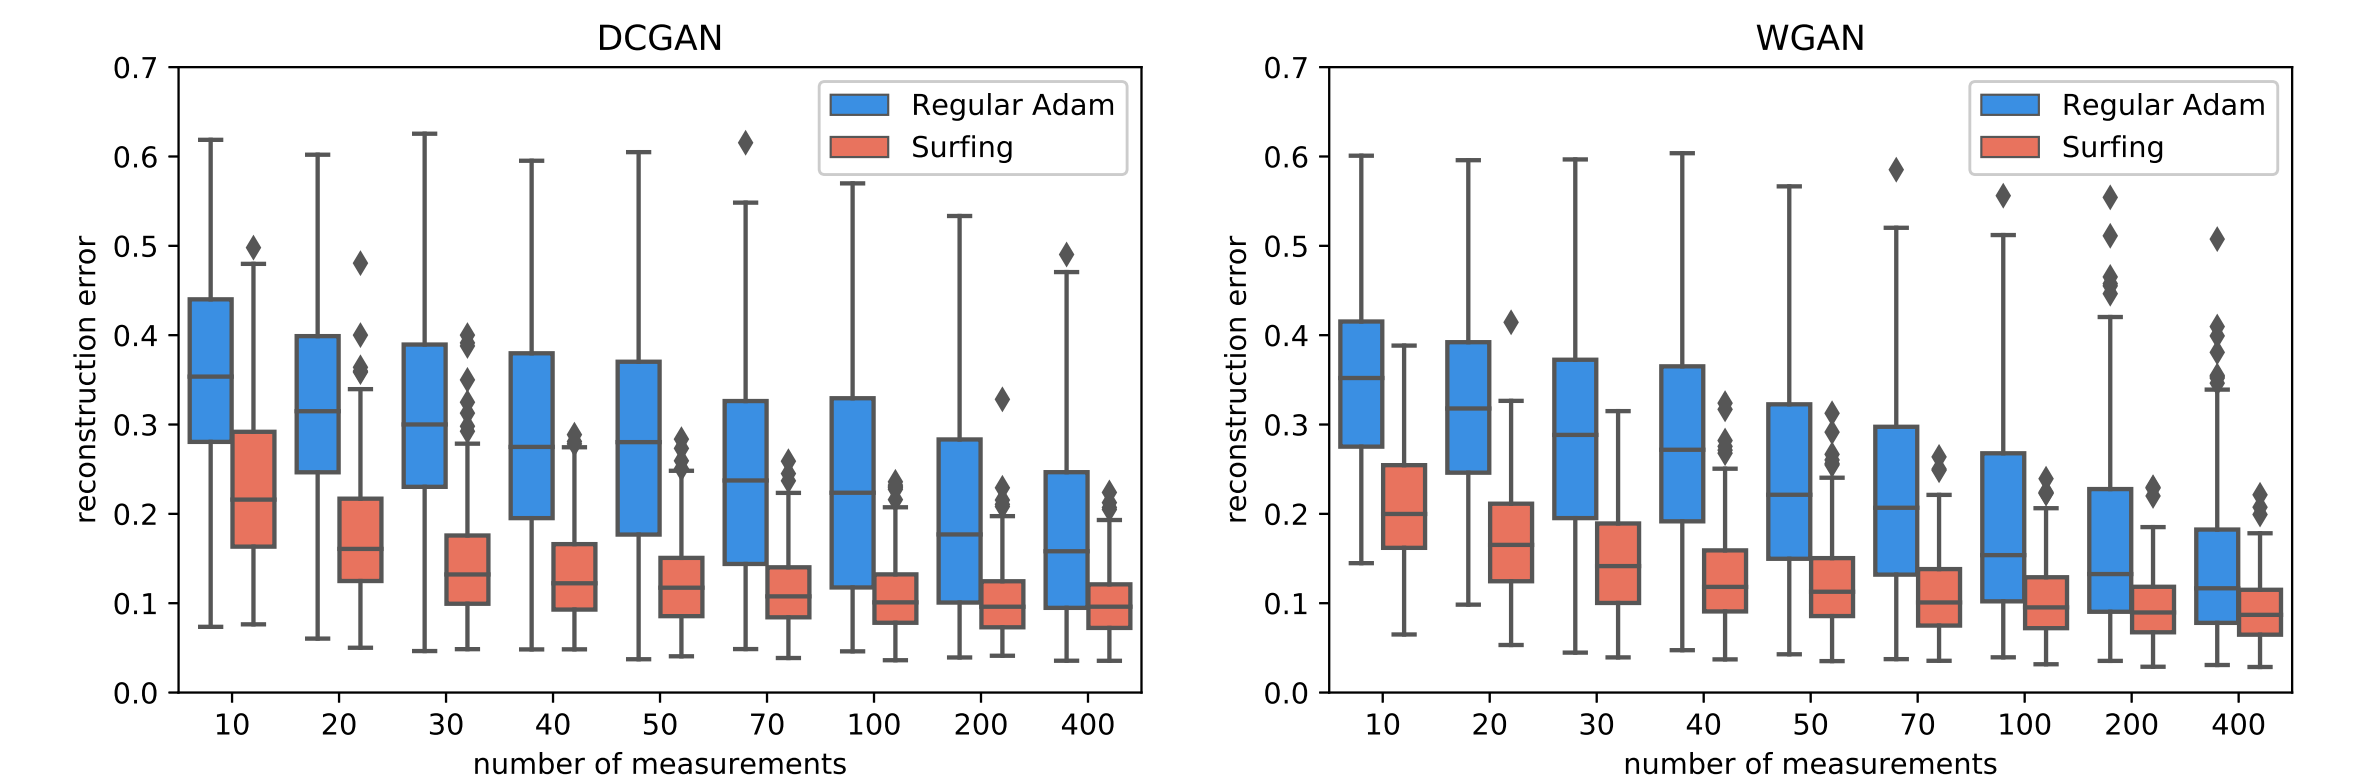 DCGAN
0.7
0.6
0.5
0.4
0.3
0.2
0.1
0.0
reconstruction error
Regular Adam
Surfing
10 20 30 40 50 70 100 200 400
number of measurements
WGAN
0.7
0.6
0.5
0.4
0.3
0.2
0.1
0.0
reconstruction error
Regular Adam
Surfing
10 20 30 40 50 70 100 200 400
number of measurements